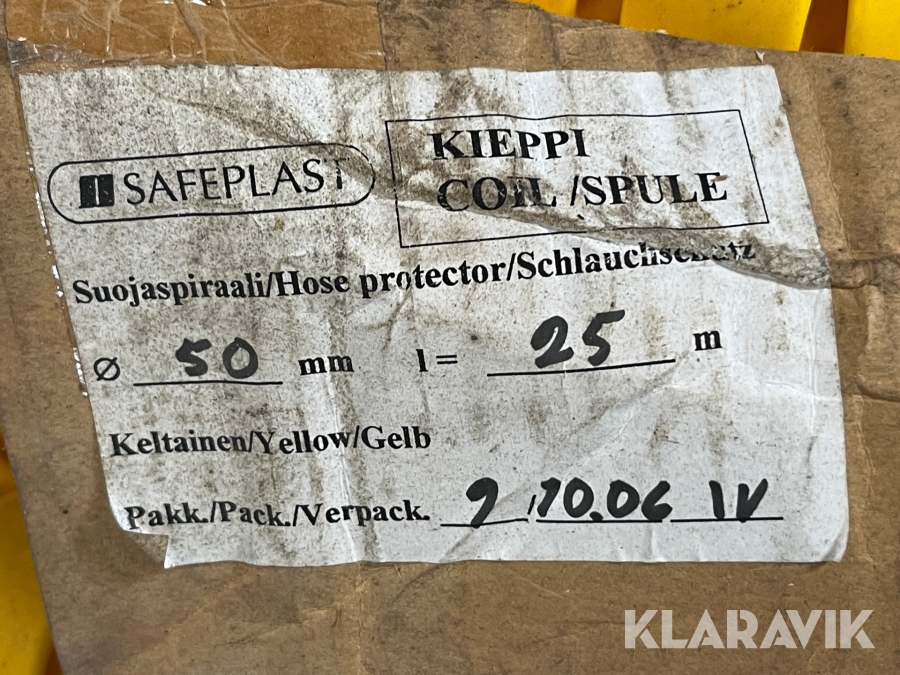 SAFEPLAST
KIEPPI
COIL /SPULE
Suojaspiraali/Hose protector/Schlauchschutz
Ø 50 mm l = 25 m
Keltainen/Yellow/Gelb
Pakk./Pack./Verpack. 9 /10.06 IV
KLARAVIK